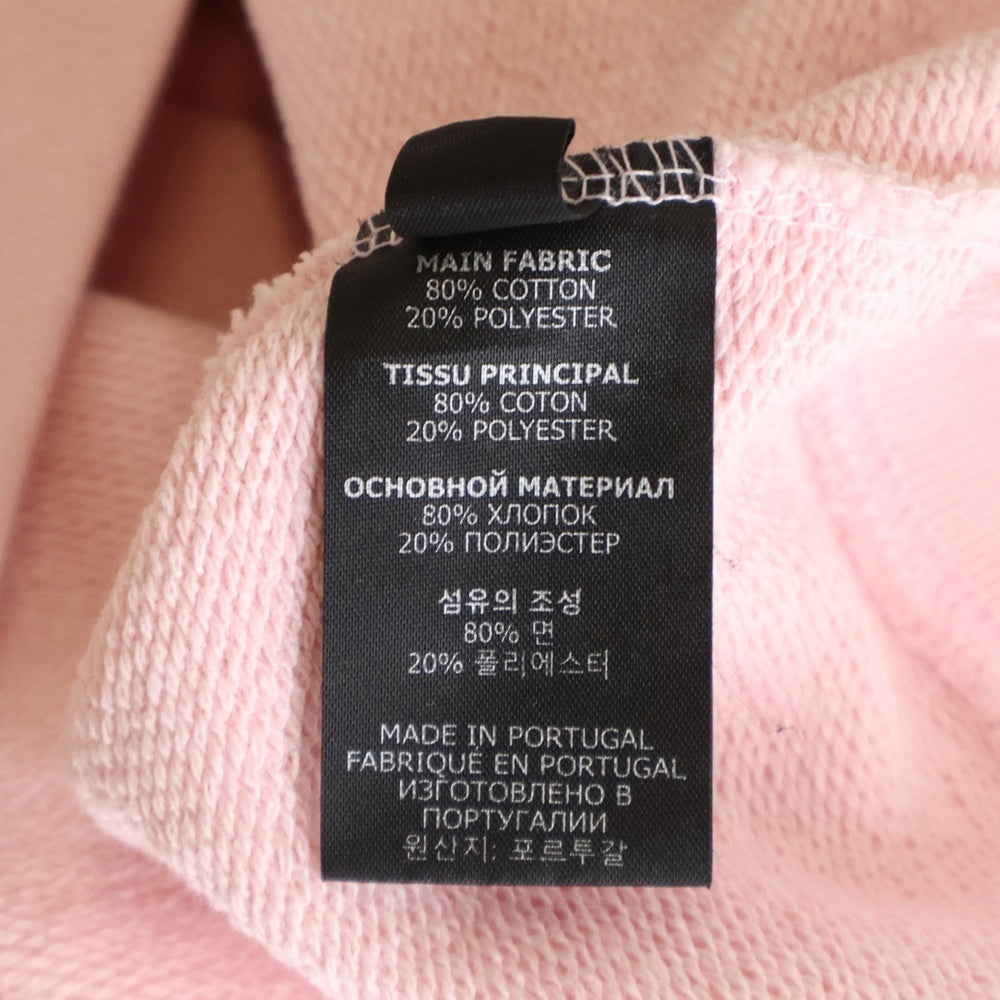 MAIN FABRIC
80% COTTON
20% POLYESTER
TISSU PRINCIPAL
80% COTON
20% POLYESTER
ОСНОВНОЙ МАТЕРИАЛ
80% ХЛОПОК
20% ПОЛИЭСТЕР
섬유의 조성
80% 면
20% 폴리에스터
MADE IN PORTUGAL
FABRIQUÉ EN PORTUGAL
ИЗГОТОВЛЕНО В
ПОРТУГАЛИИ
원산지: 포르투갈